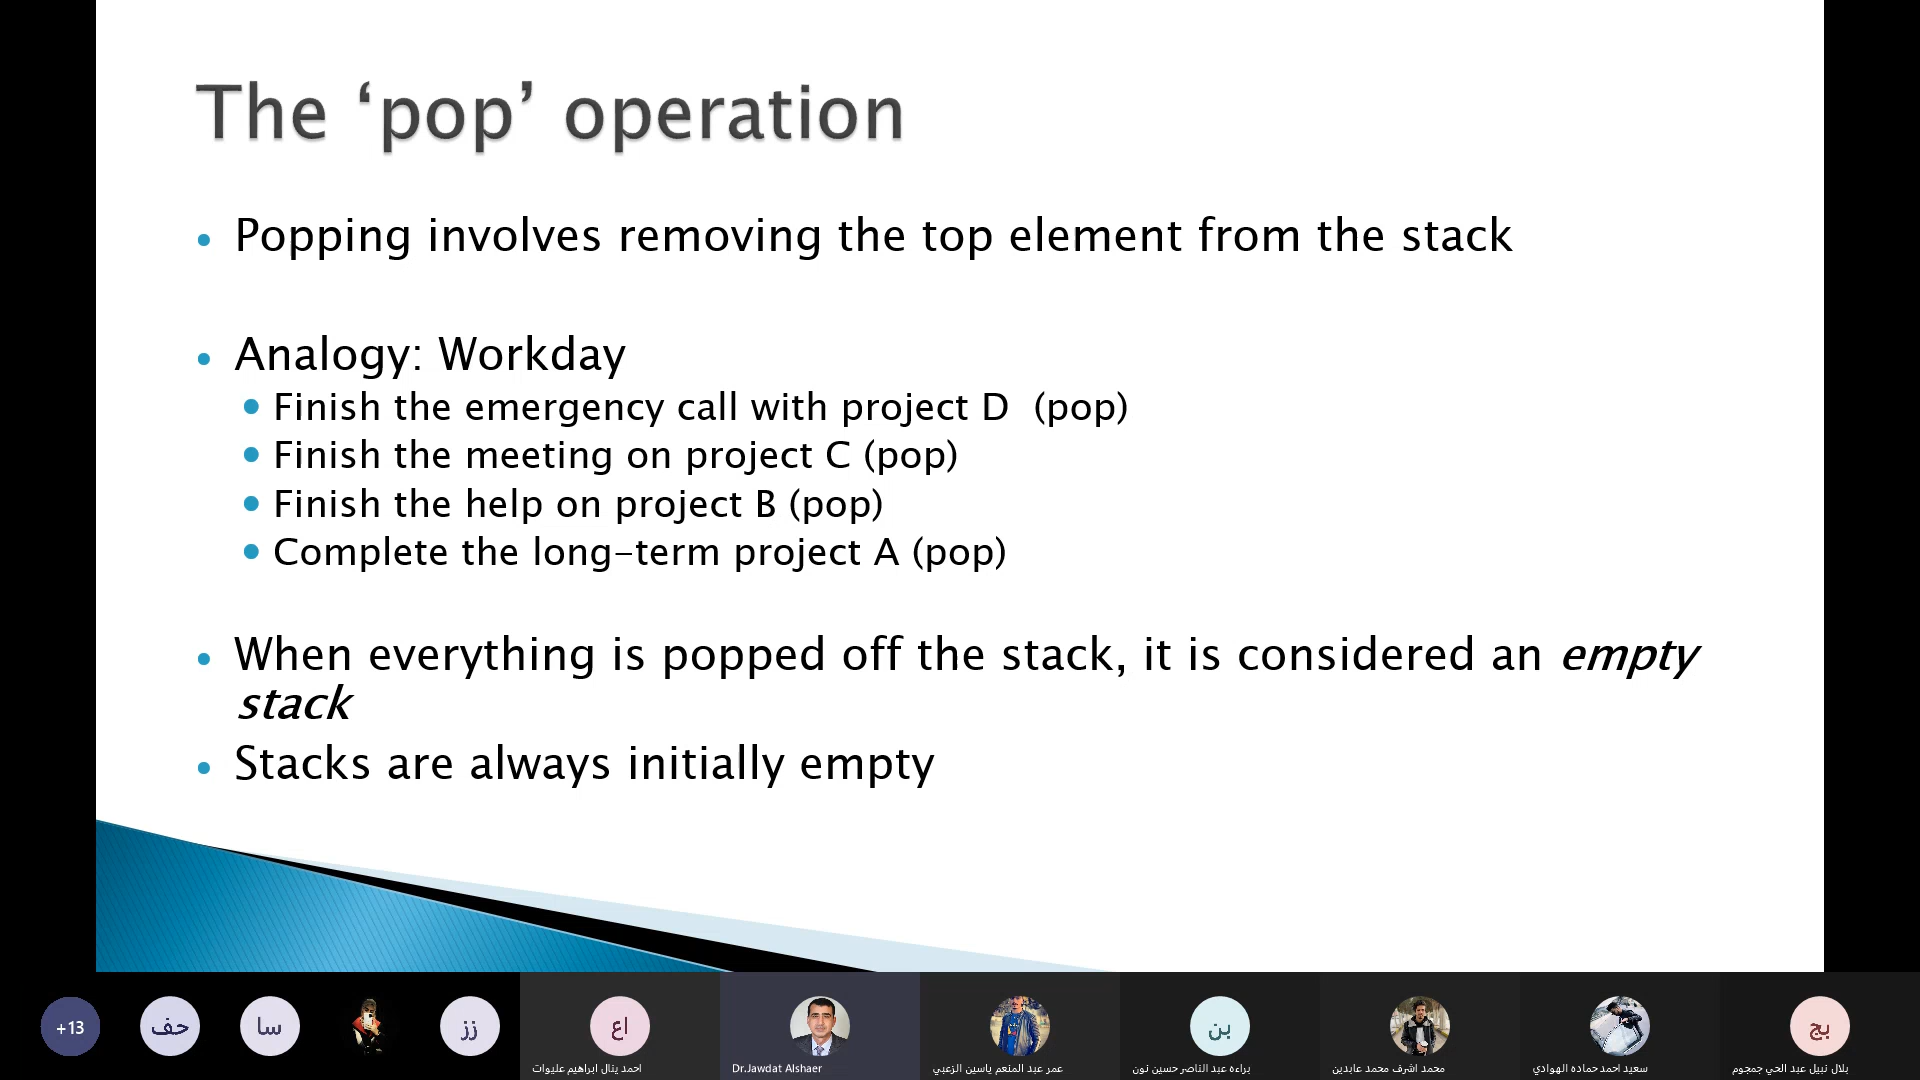 The ‘pop’ operation
• Popping involves removing the top element from the stack
• Analogy: Workday
• Finish the emergency call with project D (pop)
• Finish the meeting on project C (pop)
• Finish the help on project B (pop)
• Complete the long-term project A (pop)
• When everything is popped off the stack, it is considered an empty
stack
• Stacks are always initially empty
+13
حف
سا
زز
اع
بن
بج
احمد ينال ابراهيم عليوات
Dr.Jawdat Alshaer
عمر عبد المنعم ياسين الزعبي
براءه عبد الناصر حسين نون
محمد اشرف محمد عابدين
سعيد احمد حماده الهوادي
بلال نبيل عبد الحي جمجوم